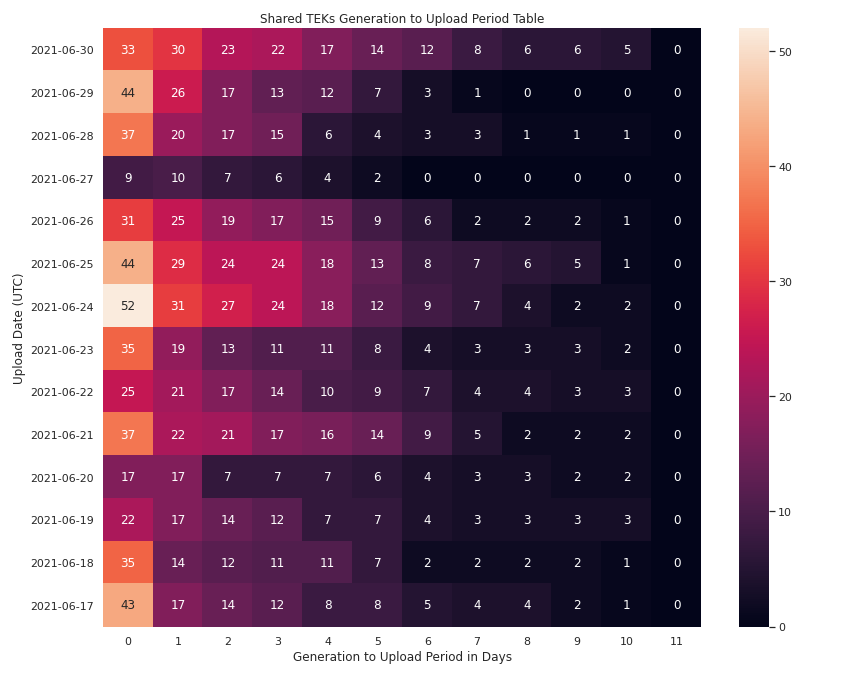 Shared TEKs Generation to Upload Period Table
Upload Date (UTC)
2021-06-30 33 30 23 22 17 14 12 8 6 6 5 0
2021-06-29 44 26 17 13 12 7 3 1 0 0 0 0
2021-06-28 37 20 17 15 6 4 3 3 1 1 1 0
2021-06-27 9 10 7 6 4 2 0 0 0 0 0 0
2021-06-26 31 25 19 17 15 9 6 2 2 2 1 0
2021-06-25 44 29 24 24 18 13 8 7 6 5 1 0
2021-06-24 52 31 27 24 18 12 9 7 4 2 2 0
2021-06-23 35 19 13 11 11 8 4 3 3 3 2 0
2021-06-22 25 21 17 14 10 9 7 4 4 3 3 0
2021-06-21 37 22 21 17 16 14 9 5 2 2 2 0
2021-06-20 17 17 7 7 7 6 4 3 3 2 2 0
2021-06-19 22 17 14 12 7 7 4 3 3 3 3 0
2021-06-18 35 14 12 11 11 7 2 2 2 2 1 0
2021-06-17 43 17 14 12 8 8 5 4 4 2 1 0
0 1 2 3 4 5 6 7 8 9 10 11
Generation to Upload Period in Days
50
40
30
20
10
0